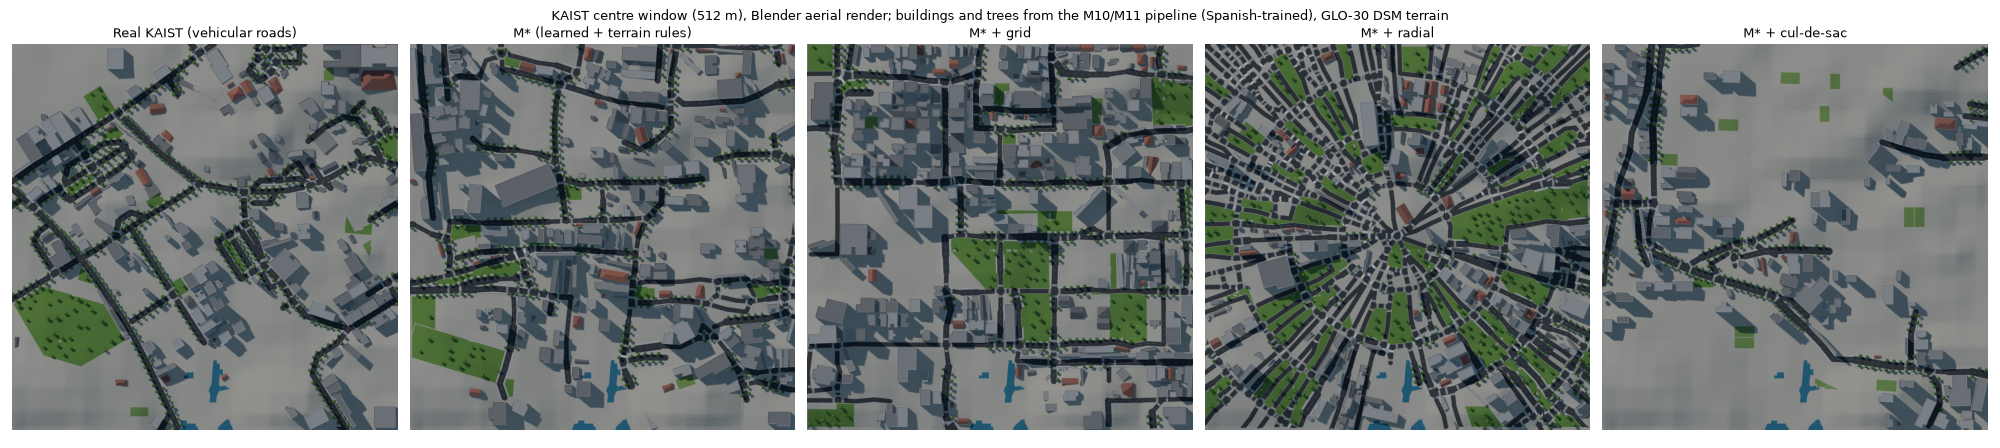 KAIST centre window (512 m), Blender aerial render; buildings and trees from the M10/M11 pipeline (Spanish-trained), GLO-30 DSM terrain
Real KAIST (vehicular roads)
M* (learned + terrain rules)
M* + grid
M* + radial
M* + cul-de-sac